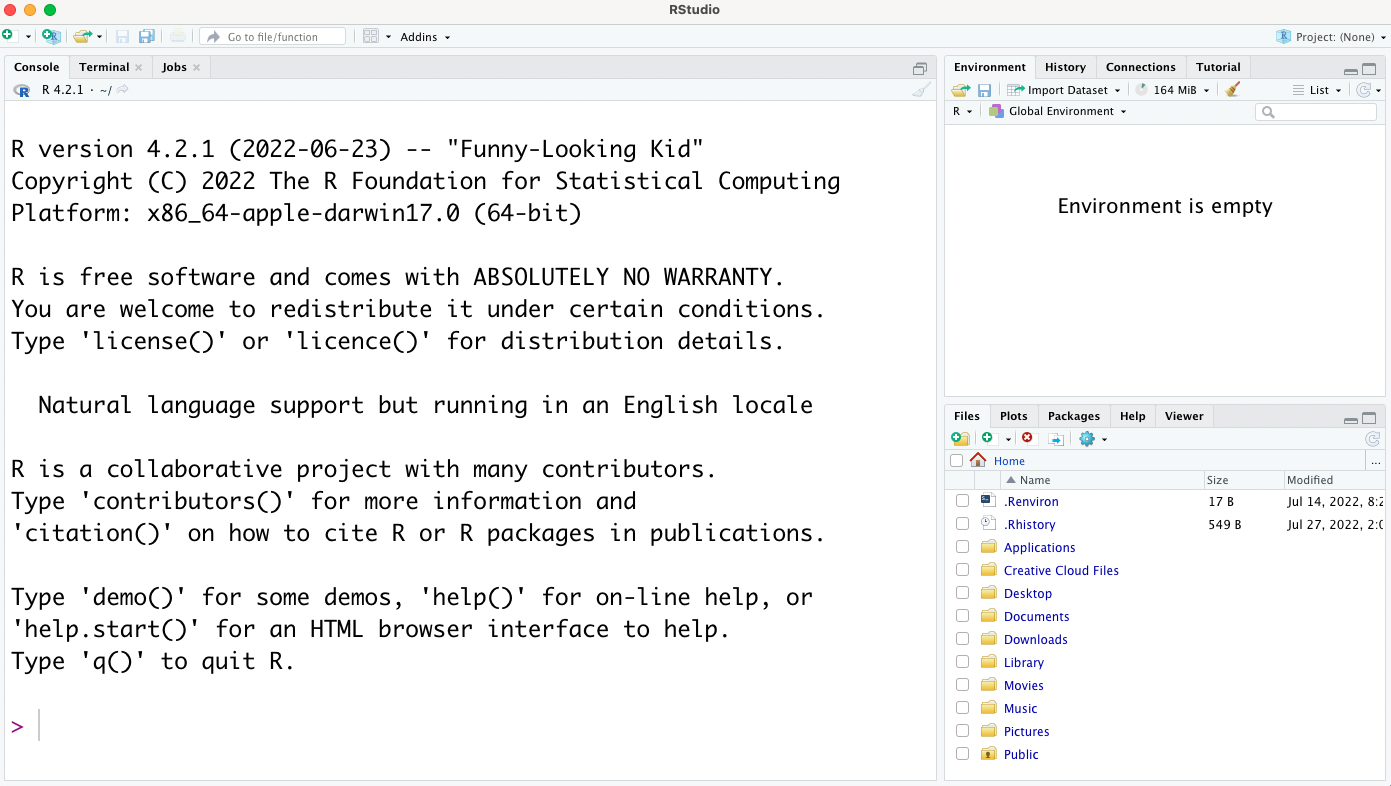 RStudio
Go to file/function
Addins
Project: (None)
Console Terminal Jobs
R 4.2.1 · ~/
R version 4.2.1 (2022-06-23) -- "Funny-Looking Kid"
Copyright (C) 2022 The R Foundation for Statistical Computing
Platform: x86_64-apple-darwin17.0 (64-bit)
R is free software and comes with ABSOLUTELY NO WARRANTY.
You are welcome to redistribute it under certain conditions.
Type 'license()' or 'licence()' for distribution details.
Natural language support but running in an English locale
R is a collaborative project with many contributors.
Type 'contributors()' for more information and
'citation()' on how to cite R or R packages in publications.
Type 'demo()' for some demos, 'help()' for on-line help, or
'help.start()' for an HTML browser interface to help.
Type 'q()' to quit R.
>
Environment History Connections Tutorial
Import Dataset 164 MiB List
R Global Environment
Environment is empty
Files Plots Packages Help Viewer
Home ...
Name Size Modified
.Renviron 17 B Jul 14, 2022, 8:2
.Rhistory 549 B Jul 27, 2022, 2:0
Applications
Creative Cloud Files
Desktop
Documents
Downloads
Library
Movies
Music
Pictures
Public